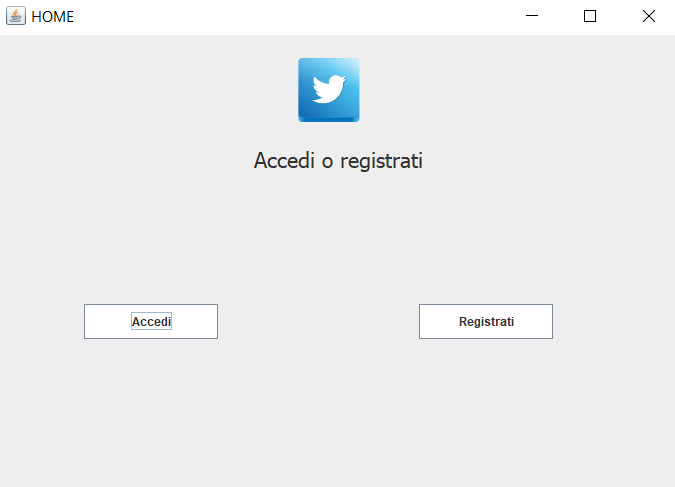 HOME
Accedi o registrati
Accedi
Registrati